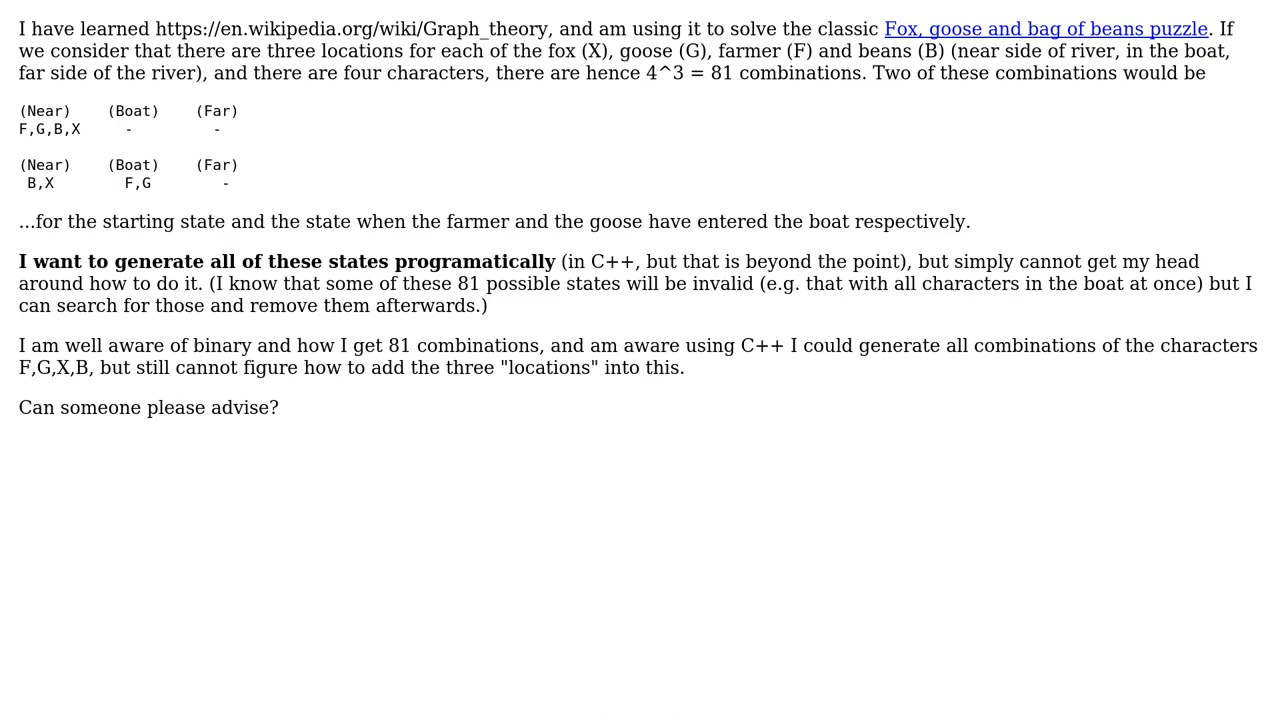 I have learned https://en.wikipedia.org/wiki/Graph_theory, and am using it to solve the classic Fox, goose and bag of beans puzzle. If
we consider that there are three locations for each of the fox (X), goose (G), farmer (F) and beans (B) (near side of river, in the boat,
far side of the river), and there are four characters, there are hence 4^3 = 81 combinations. Two of these combinations would be
(Near) (Boat) (Far)
F,G,B,X - -
(Near) (Boat) (Far)
B,X F,G -
...for the starting state and the state when the farmer and the goose have entered the boat respectively.
I want to generate all of these states programatically (in C++, but that is beyond the point), but simply cannot get my head
around how to do it. (I know that some of these 81 possible states will be invalid (e.g. that with all characters in the boat at once) but I
can search for those and remove them afterwards.)
I am well aware of binary and how I get 81 combinations, and am aware using C++ I could generate all combinations of the characters
F,G,X,B, but still cannot figure how to add the three "locations" into this.
Can someone please advise?